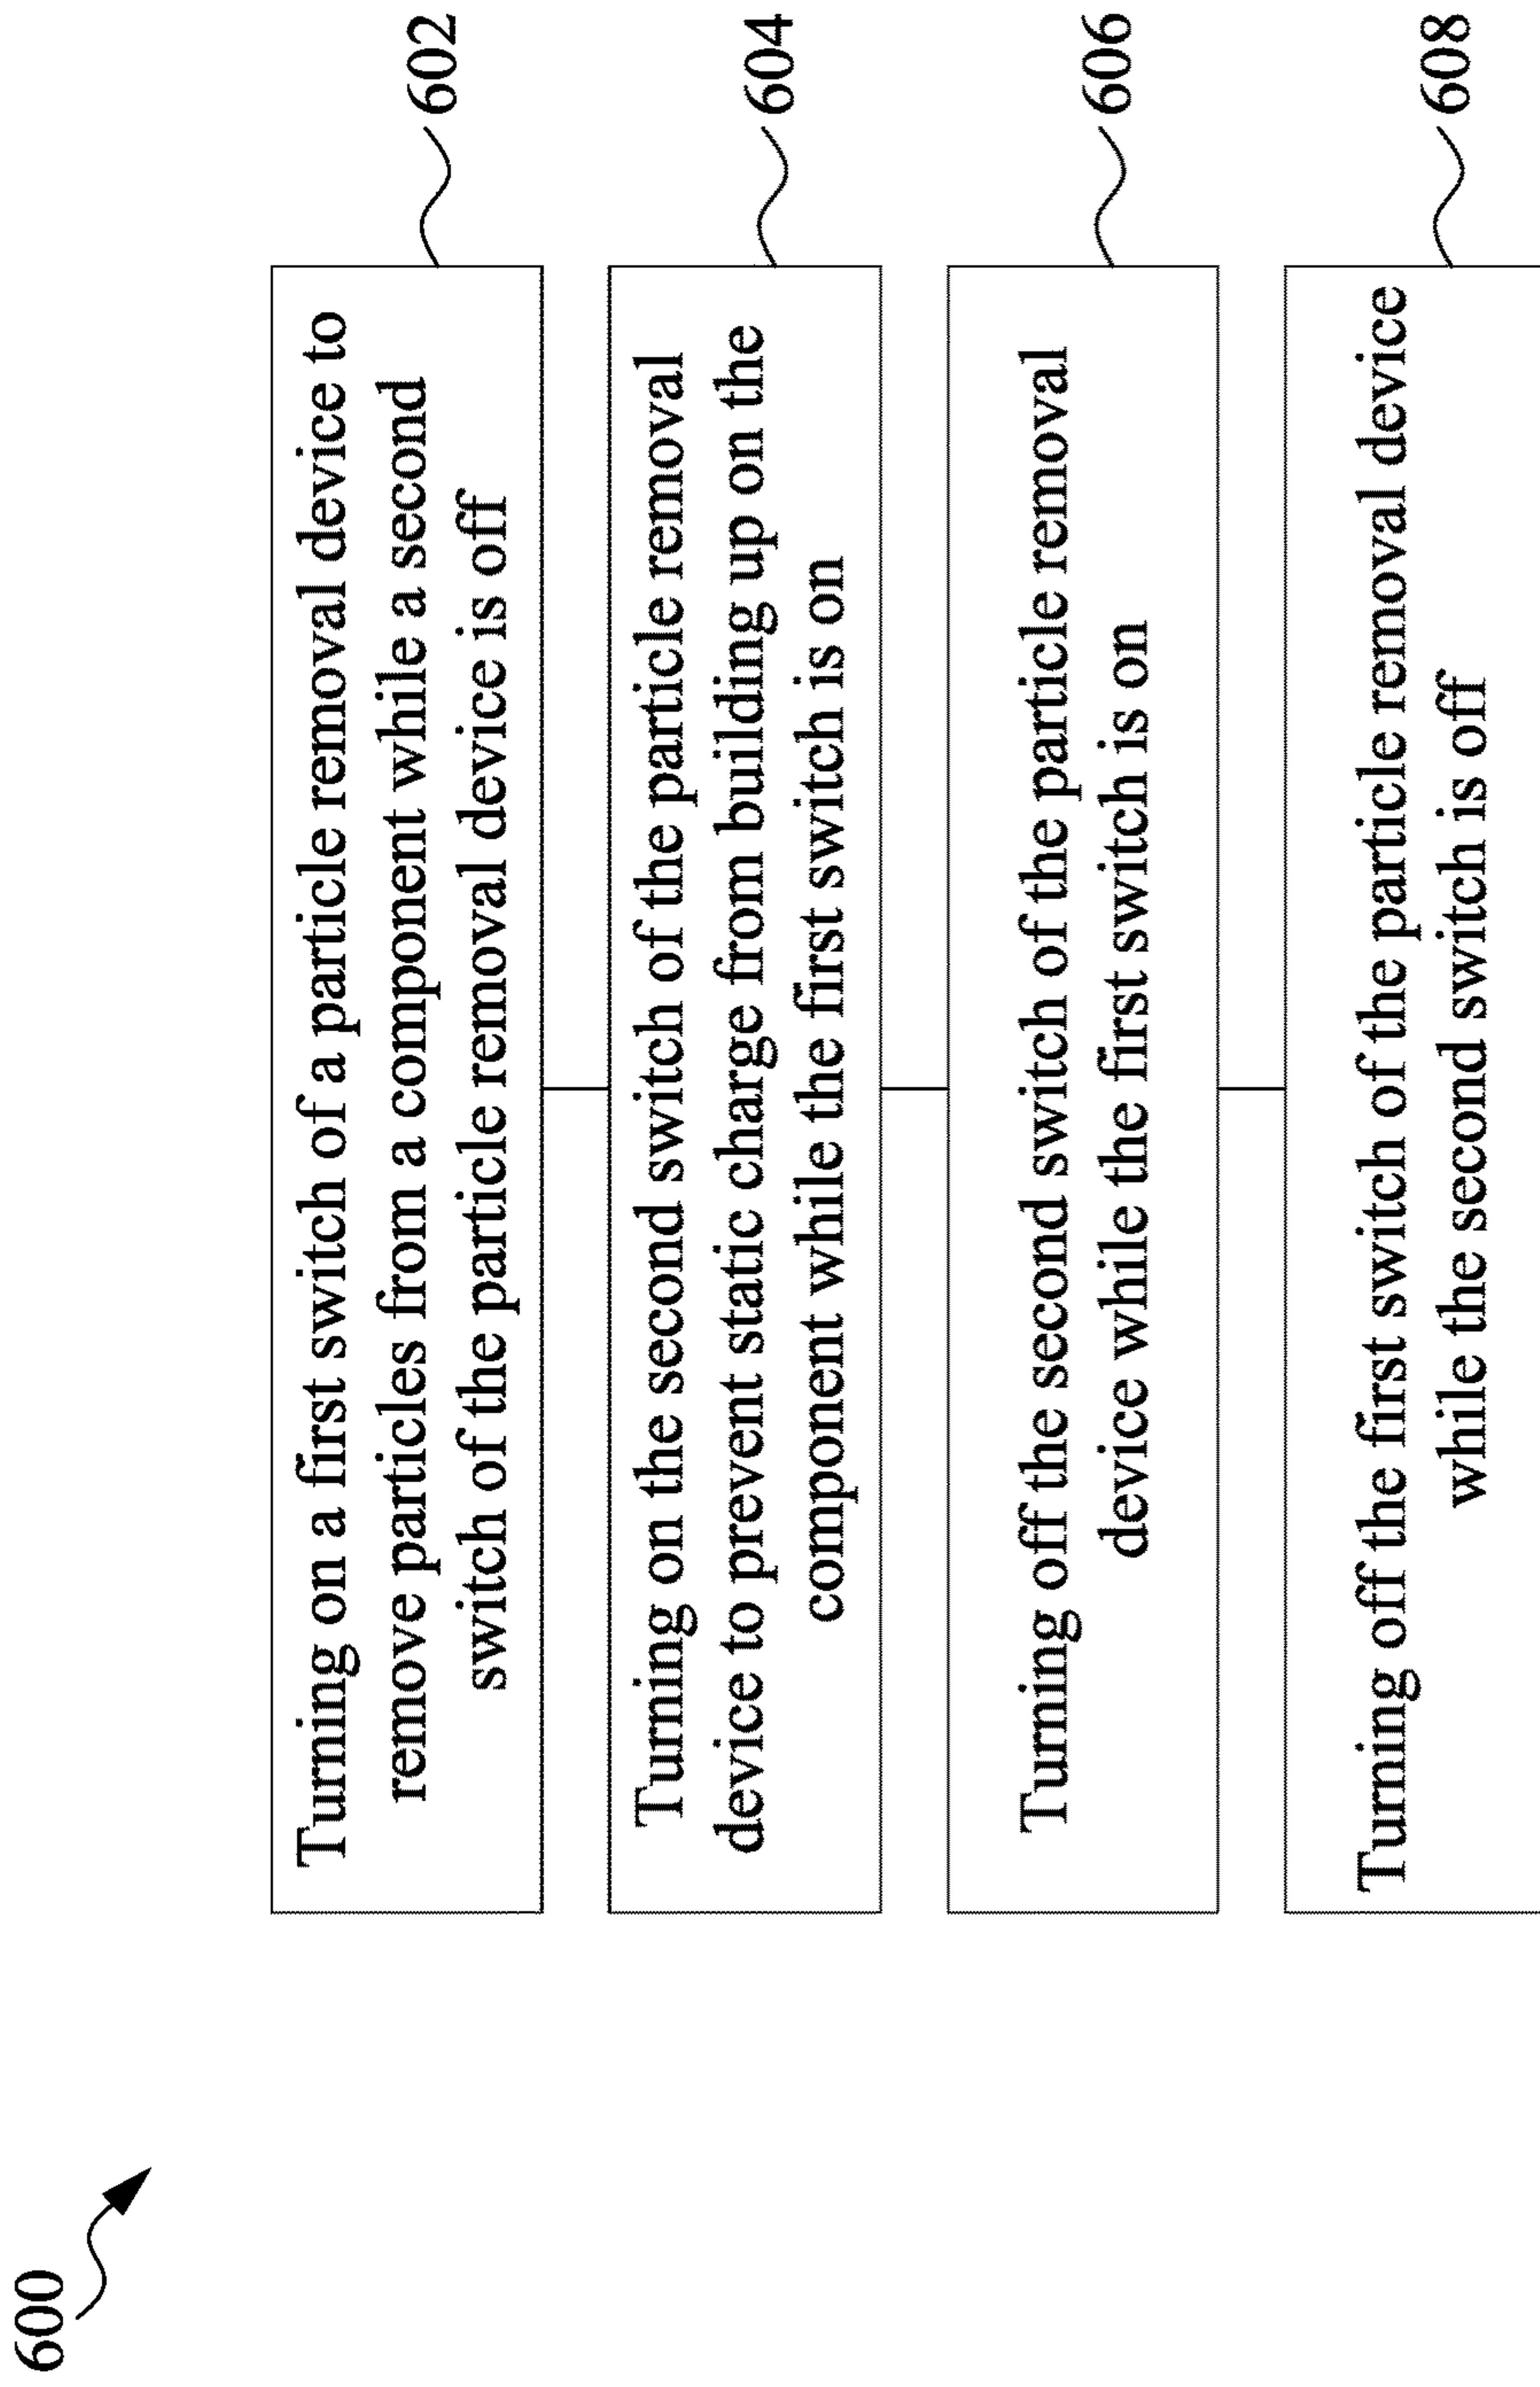 600
Turning on a first switch of a particle removal device to
remove particles from a component while a second
switch of the particle removal device is off
602
Turning on the second switch of the particle removal
device to prevent static charge from building up on the
component while the first switch is on
604
Turning off the second switch of the particle removal
device while the first switch is on
606
Turning off the first switch of the particle removal device
while the second switch is off
608